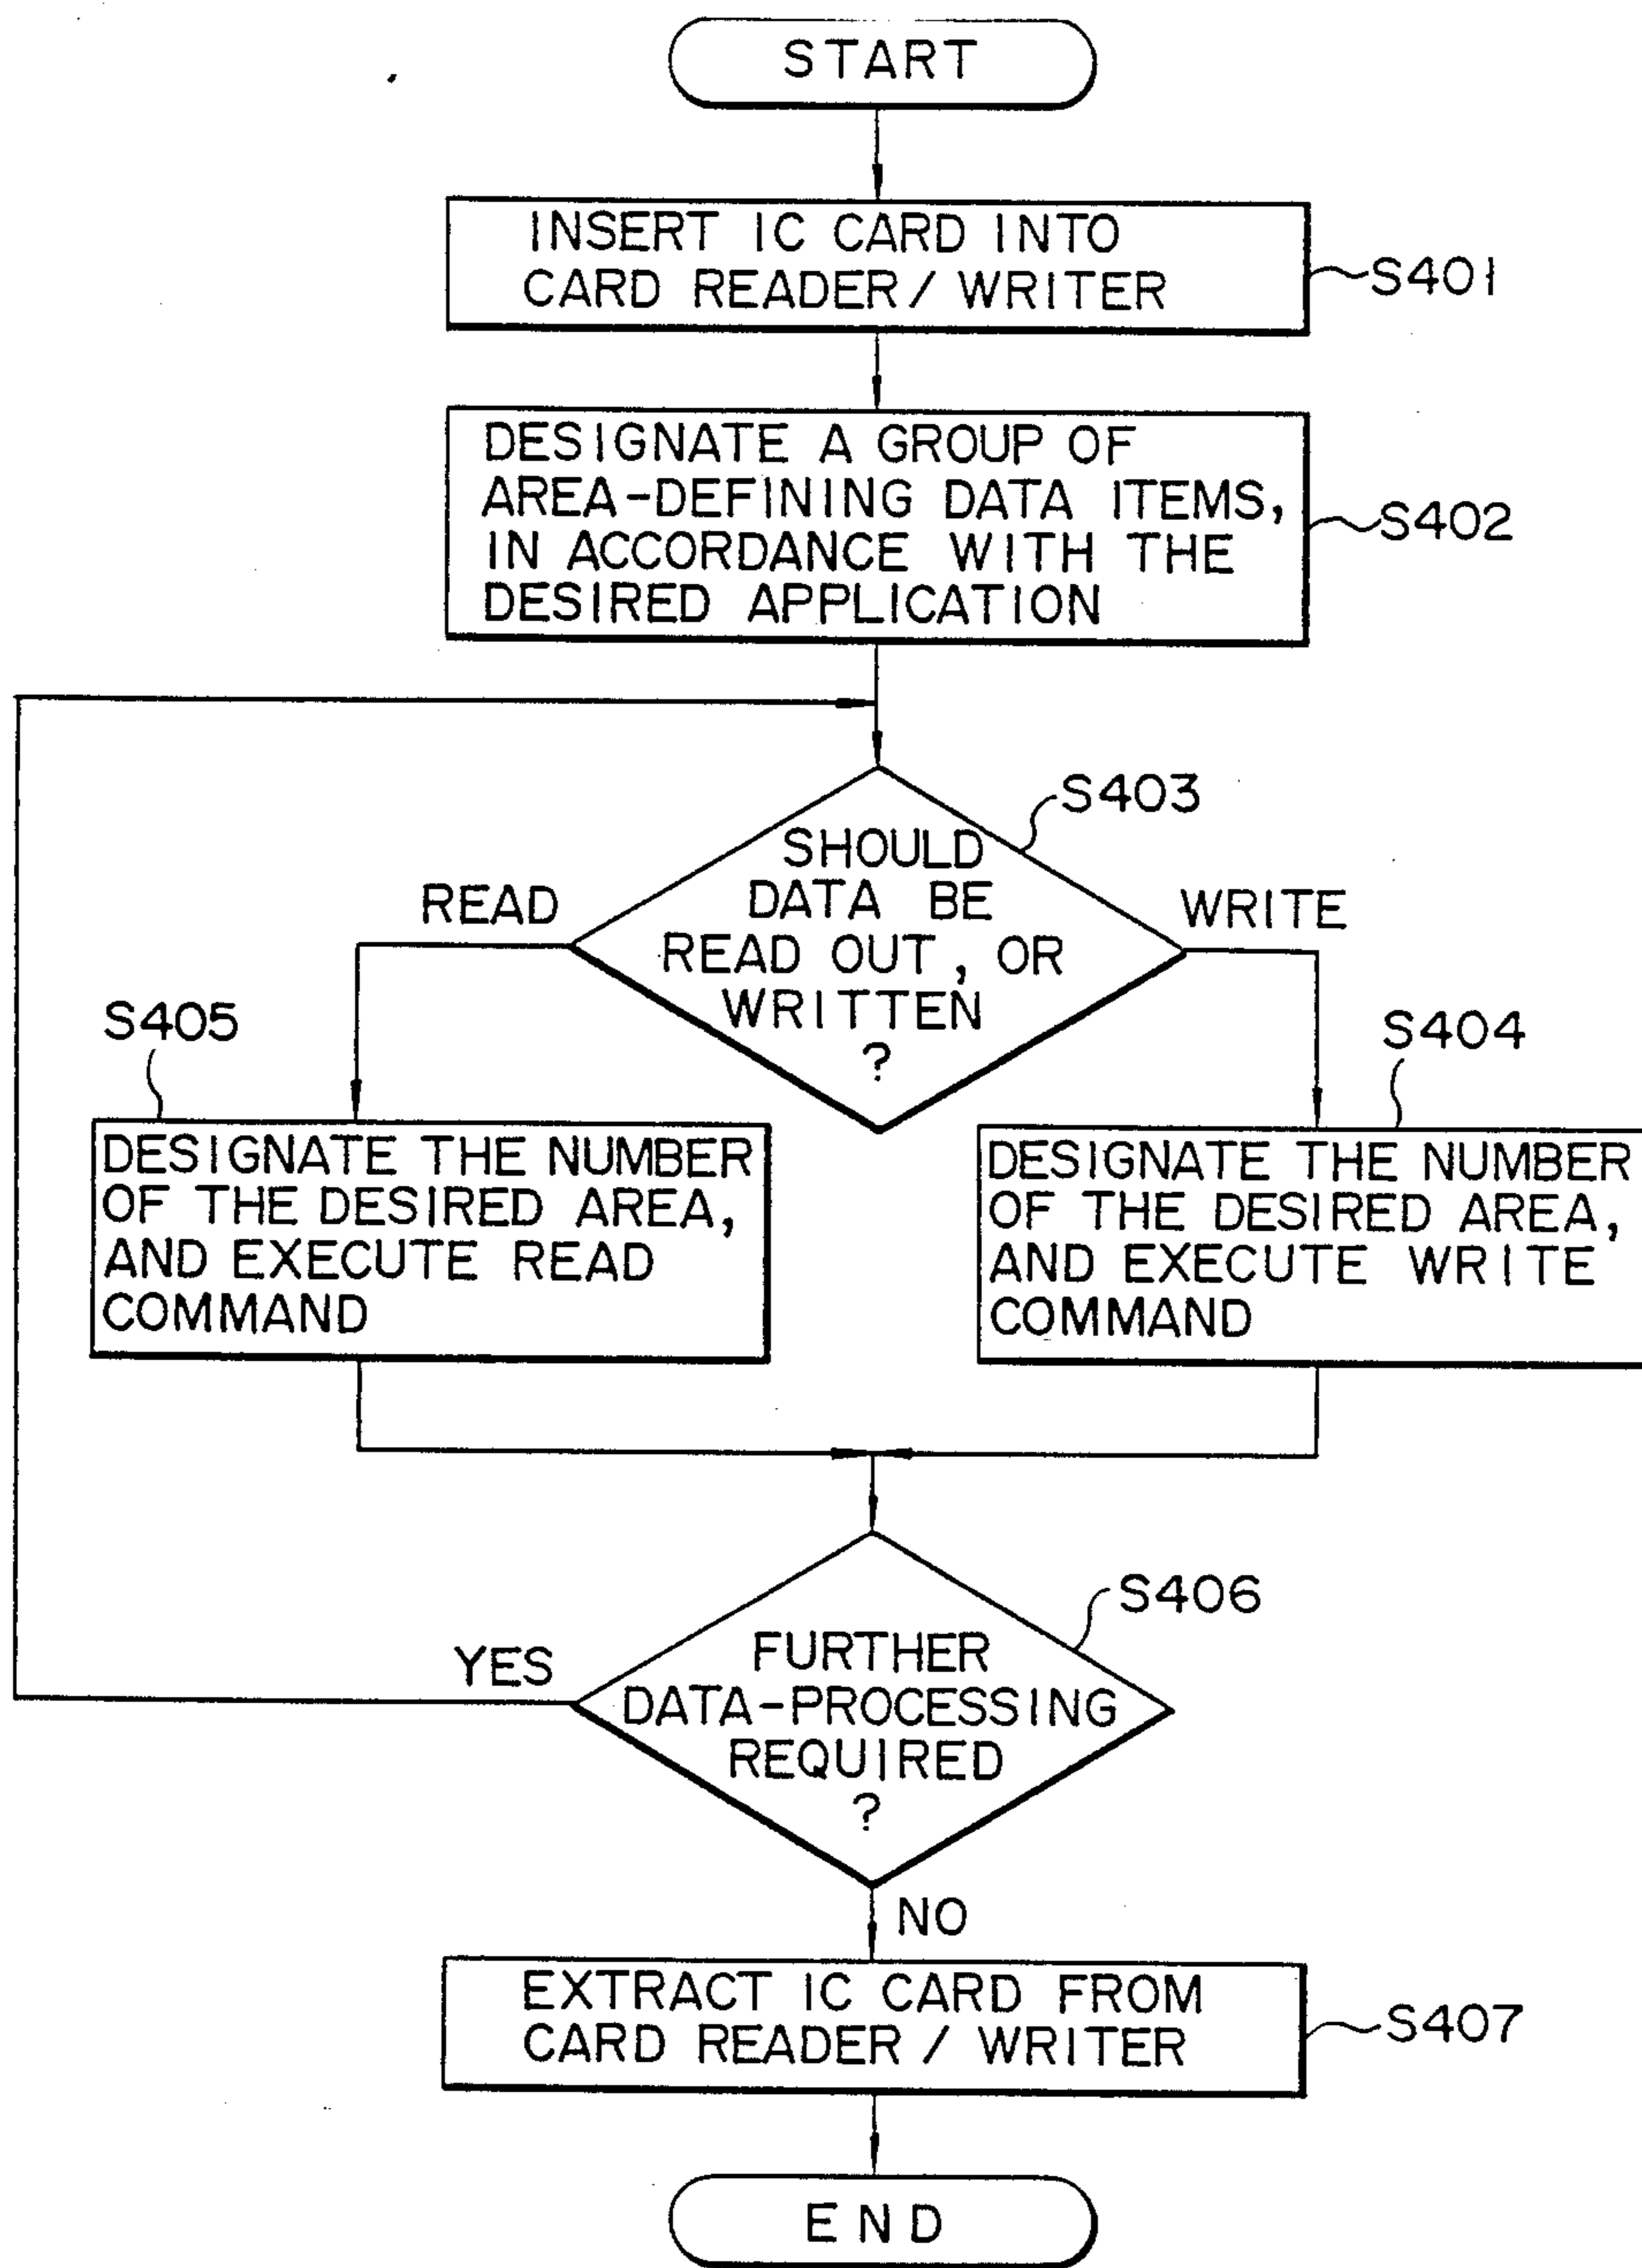 START
INSERT IC CARD INTO
CARD READER / WRITER
S401
DESIGNATE A GROUP OF
AREA-DEFINING DATA ITEMS,
IN ACCORDANCE WITH THE
DESIRED APPLICATION
S402
S403
SHOULD
DATA BE
READ OUT, OR
WRITTEN
?
READ
WRITE
S405
DESIGNATE THE NUMBER
OF THE DESIRED AREA,
AND EXECUTE READ
COMMAND
S404
DESIGNATE THE NUMBER
OF THE DESIRED AREA,
AND EXECUTE WRITE
COMMAND
S406
FURTHER
DATA-PROCESSING
REQUIRED
?
YES
NO
EXTRACT IC CARD FROM
CARD READER / WRITER
S407
END